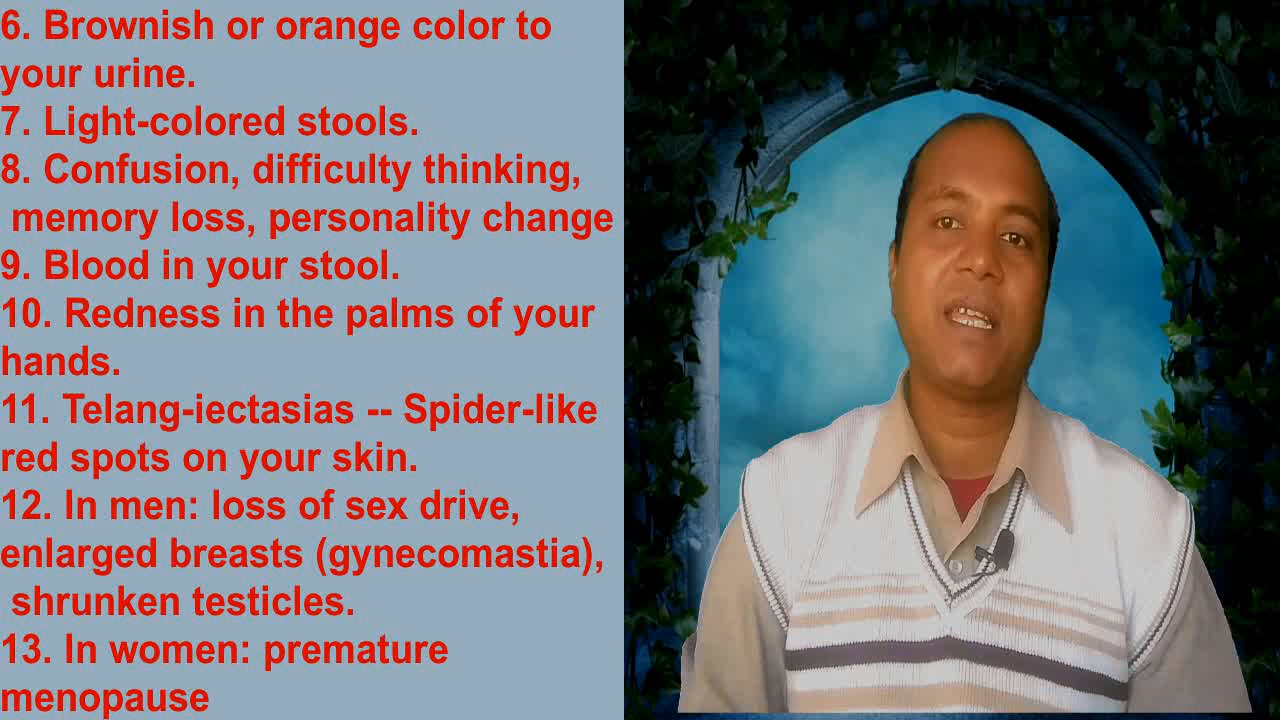 6. Brownish or orange color to
your urine.
7. Light-colored stools.
8. Confusion, difficulty thinking,
memory loss, personality change
9. Blood in your stool.
10. Redness in the palms of your
hands.
11. Telang-iectasias -- Spider-like
red spots on your skin.
12. In men: loss of sex drive,
enlarged breasts (gynecomastia),
shrunken testicles.
13. In women: premature
menopause